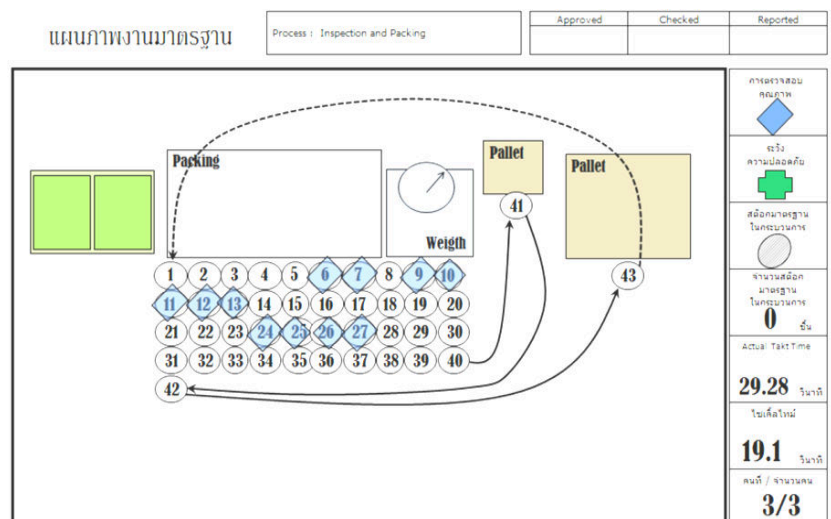 แผนภาพงานมาตรฐาน
Process : Inspection and Packing
Approved Checked Reported
การตรวจสอบ
คุณภาพ
ระวัง
ความปลอดภัย
สต๊อกมาตรฐาน
ในกระบวนการ
จำนวนสต๊อก
มาตรฐาน
ในกระบวนการ
0 ชิ้น
Actual Takt Time
29.28 วินาที
ไซเคิ้ลไทม์
19.1 วินาที
คนที่ / จำนวนคน
3/3
Packing
Weigth
Pallet
41
Pallet
43
1 2 3 4 5 6 7 8 9 10
11 12 13 14 15 16 17 18 19 20
21 22 23 24 25 26 27 28 29 30
31 32 33 34 35 36 37 38 39 40
42